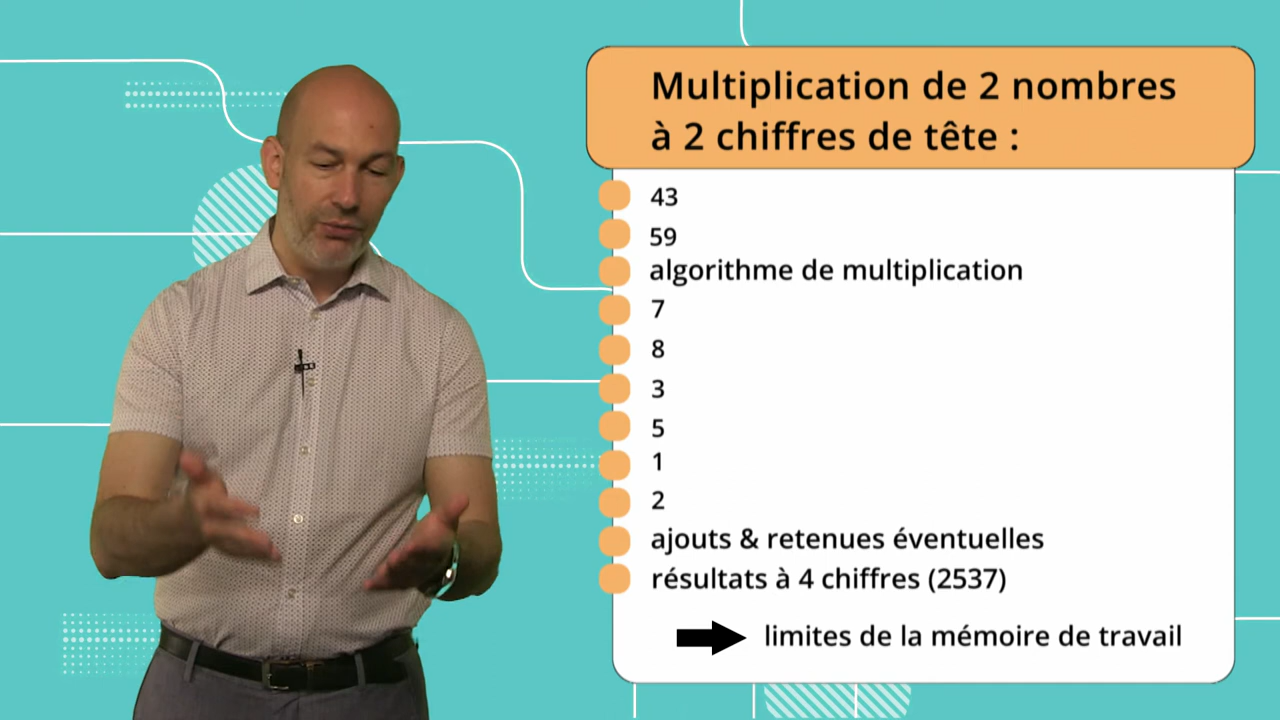 Multiplication de 2 nombres
à 2 chiffres de tête :
43
59
algorithme de multiplication
7
8
3
5
1
2
ajouts & retenues éventuelles
résultats à 4 chiffres (2537)
limites de la mémoire de travail